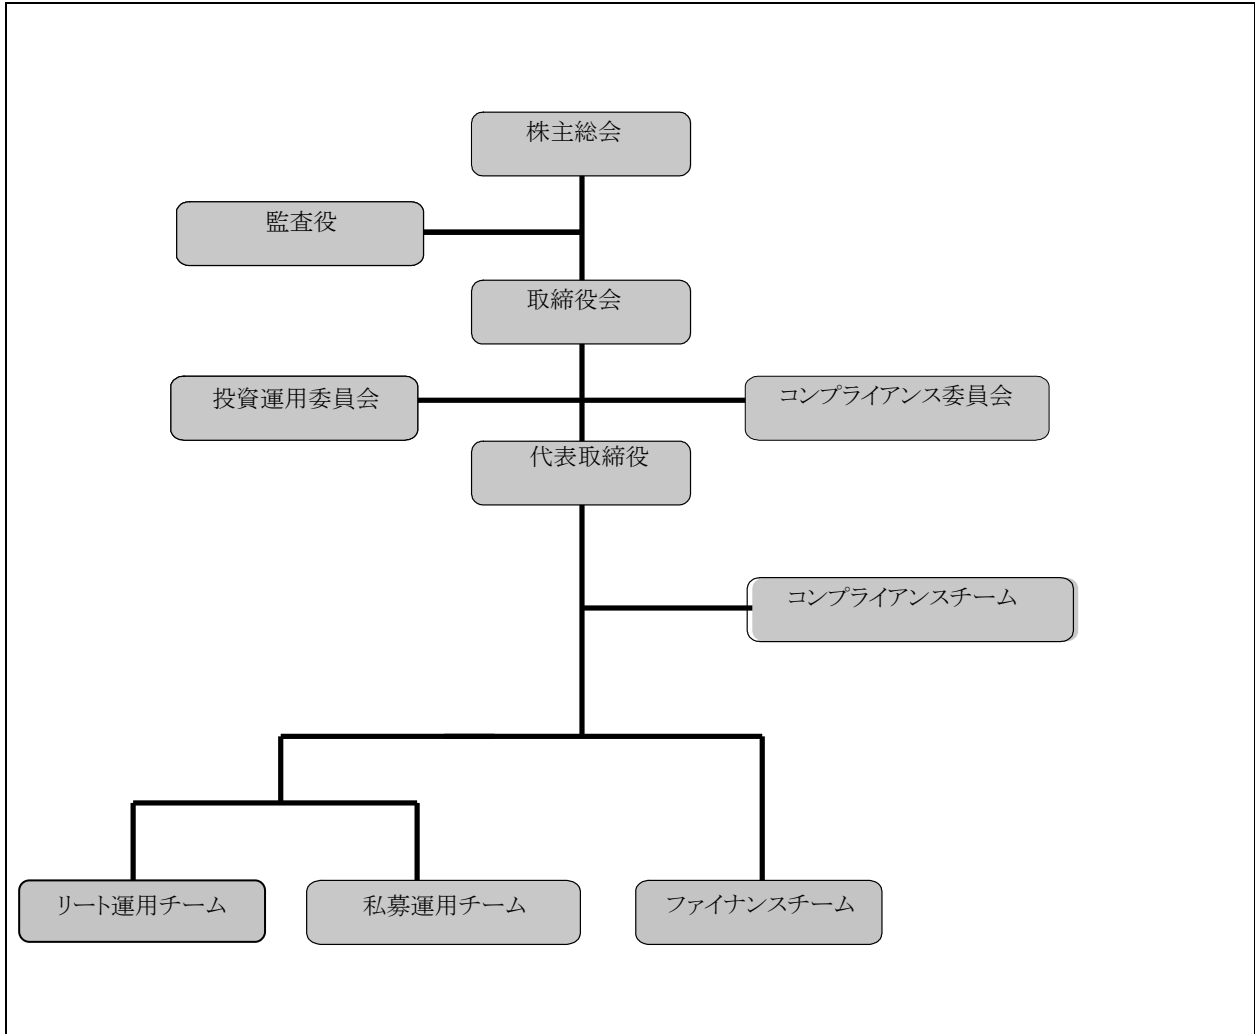 株主総会
監査役
取締役会
投資運用委員会
コンプライアンス委員会
代表取締役
コンプライアンスチーム
リート運用チーム
私募運用チーム
ファイナンスチーム